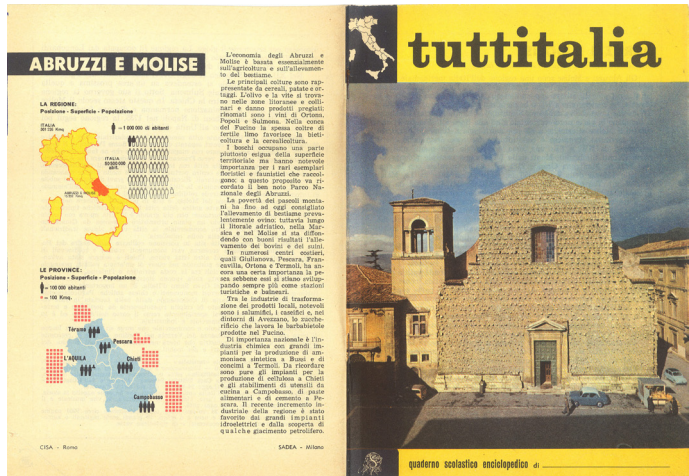 ABRUZZI E MOLISE
LA REGIONE:
Posizione - Superficie - Popolazione
ITALIA
= 1 000 000 di abitanti
ITALIA
abit.
LE PROVINCE:
Posizione - Superficie - Popolazione
= 100 000 abitanti
= 100 Kmq.
Teramo
Pescara
L'AQUILA
Chieti
Campobasso
CISA - Roma
L'economia degli Abruzzi e
Molise è basata essenzialmente
sull'agricoltura e sull'allevamen-
to del bestiame.
Le principali colture sono rap-
presentate da cereali, patate e or-
taggi. L'olivo e la vite si trova-
no nelle zone litoranee e collí-
nari e danno prodotti pregiati;
rinomati sono i vini di Ortona,
Popoli e Sulmona. Nella conca
del Fucino la spessa coltre di
fertile limo favorisce la bieti-
coltura e la cerealicoltura.
I boschi occupano una parte
piuttosto esigua della superficie
territoriale ma hanno notevole
importanza per i rari esemplari
floristici e faunistici che raccol-
gono; a questo proposito va ri-
cordato il ben noto Parco Na-
zionale degli Abruzzi.
La povertà dei pascoli monta-
ni ha fino ad oggi consigliato
l'allevamento di bestiame preva-
lentemente ovino; tuttavia lungo
il litorale adriatico, nella Mar-
sica e nel Molise si sta diffon-
dendo con buoni risultati l'alle-
vamento dei bovini e dei suini.
In numerosi centri costieri,
quali Giulianova, Pescara, Fran-
cavilla, Ortona e Termoli, ha an-
cora una certa importanza la pe-
sca sebbene essi si stiano svilup-
pando sempre più come stazioni
turistiche e balneari.
Tra le industrie di trasforma-
zione dei prodotti locali, notevoli
sono i salumifici, i caseifici e, nei
dintorni di Avezzano, lo zucche-
rificio che lavora le barbabietole
prodotte nel Fucino.
Di importanza nazionale è l'in-
dustria chimica con grandi im-
pianti per la produzione di am-
moniaca sintetica a Bussi e di
concimi a Termoli. Da ricordare
sono pure gli impianti per la
produzione di cellulosa a Chieti
e gli stabilimenti di utensili da
cucina a Campobasso, di paste
alimentari e di cemento a Pe-
scara. Il recente incremento in-
dustriale della regione è stato
favorito dai grandi impianti
idroelettrici e dalla scoperta di
qualche giacimento petrolifero.
SADEA - Milano
tuttitalia
quaderno scolastico enciclopedico di